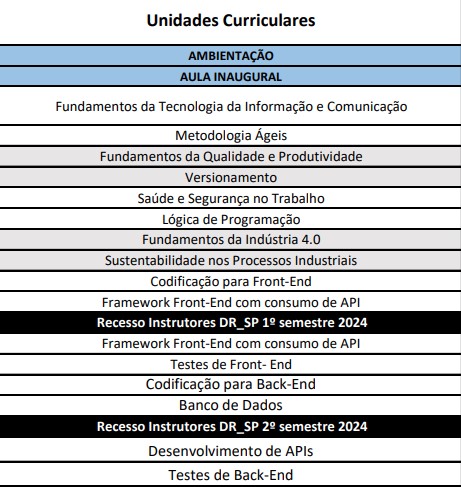 Unidades Curriculares
AMBIENTAÇÃO
AULA INAUGURAL
Fundamentos da Tecnologia da Informação e Comunicação
Metodologia Ágeis
Fundamentos da Qualidade e Produtividade
Versionamento
Saúde e Segurança no Trabalho
Lógica de Programação
Fundamentos da Indústria 4.0
Sustentabilidade nos Processos Industriais
Codificação para Front-End
Framework Front-End com consumo de API
Recesso Instrutores DR_SP 1º semestre 2024
Framework Front-End com consumo de API
Testes de Front- End
Codificação para Back-End
Banco de Dados
Recesso Instrutores DR_SP 2º semestre 2024
Desenvolvimento de APIs
Testes de Back-End